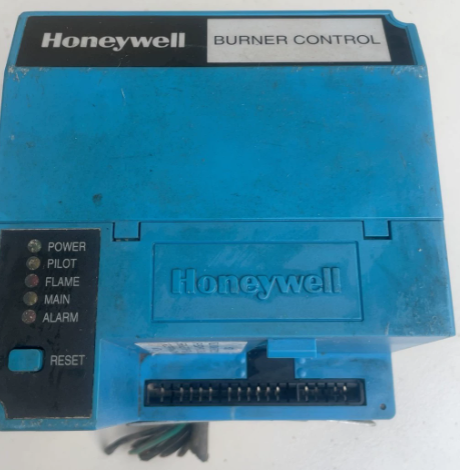 Honeywell BURNER CONTROL
POWER
PILOT
FLAME
MAIN
ALARM
RESET
Honeywell